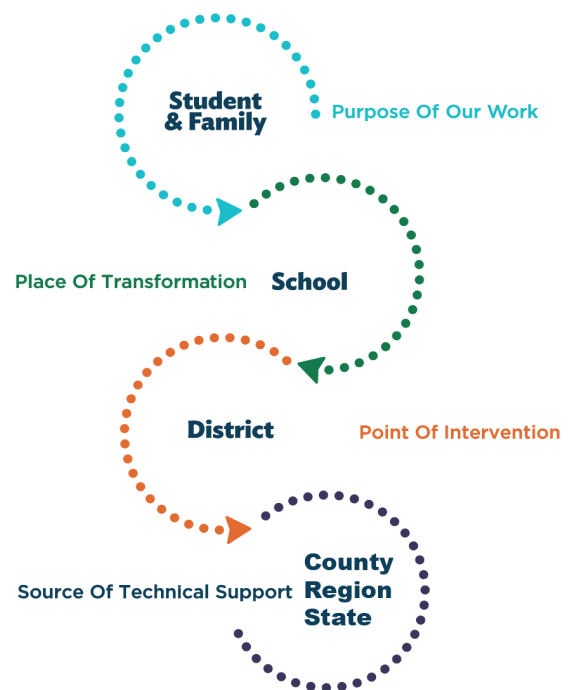 Student
& Family
Purpose Of Our Work
Place Of Transformation
School
District
Point Of Intervention
Source Of Technical Support
County
Region
State